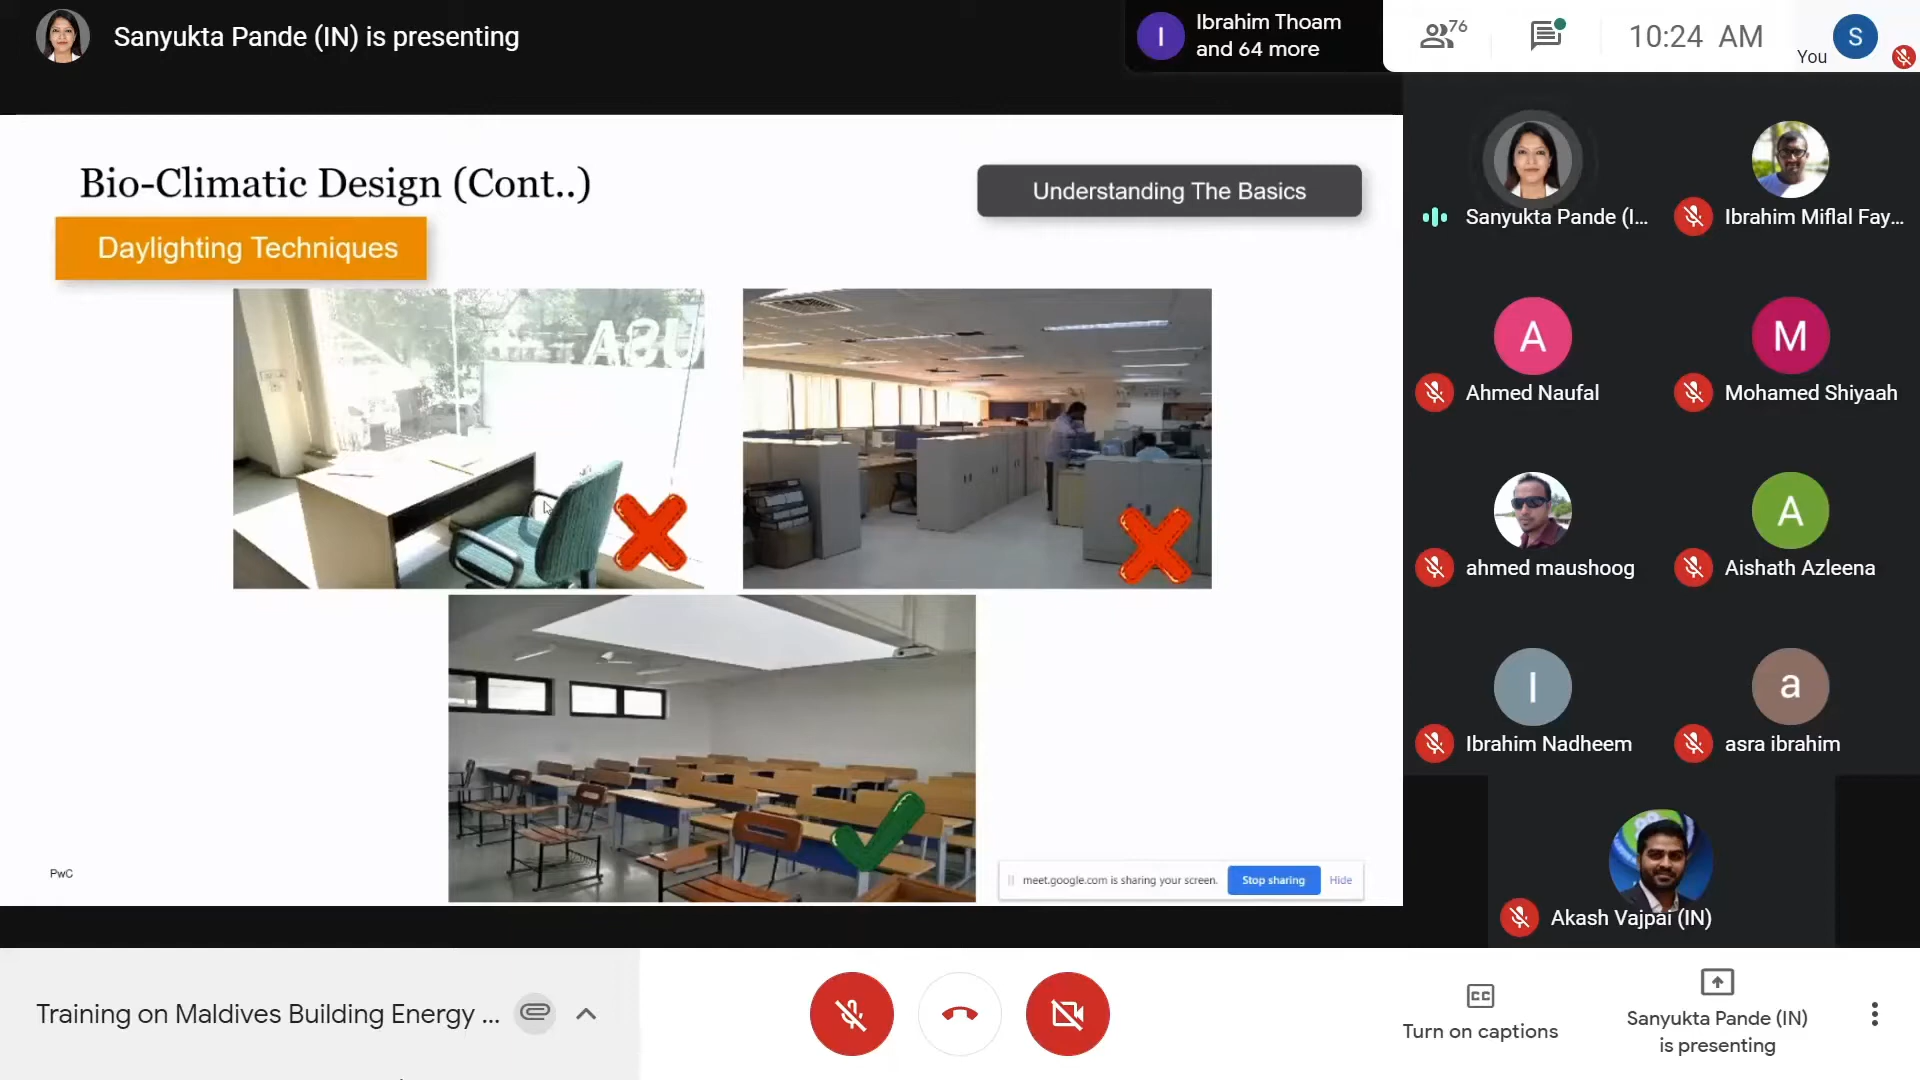 Sanyukta Pande (IN) is presenting
I
Ibrahim Thoam
and 64 more
76
10:24 AM
You
S
Bio-Climatic Design (Cont..)
Understanding The Basics
Daylighting Techniques
USA
PwC
meet.google.com is sharing your screen.
Stop sharing
Hide
Sanyukta Pande (I...
Ibrahim Miflal Fay...
A
M
Ahmed Naufal
Mohamed Shiyaah
A
ahmed maushoog
Aishath Azleena
I
a
Ibrahim Nadheem
asra ibrahim
Akash Vajpai (IN)
Training on Maldives Building Energy ...
CC
Turn on captions
Sanyukta Pande (IN)
is presenting